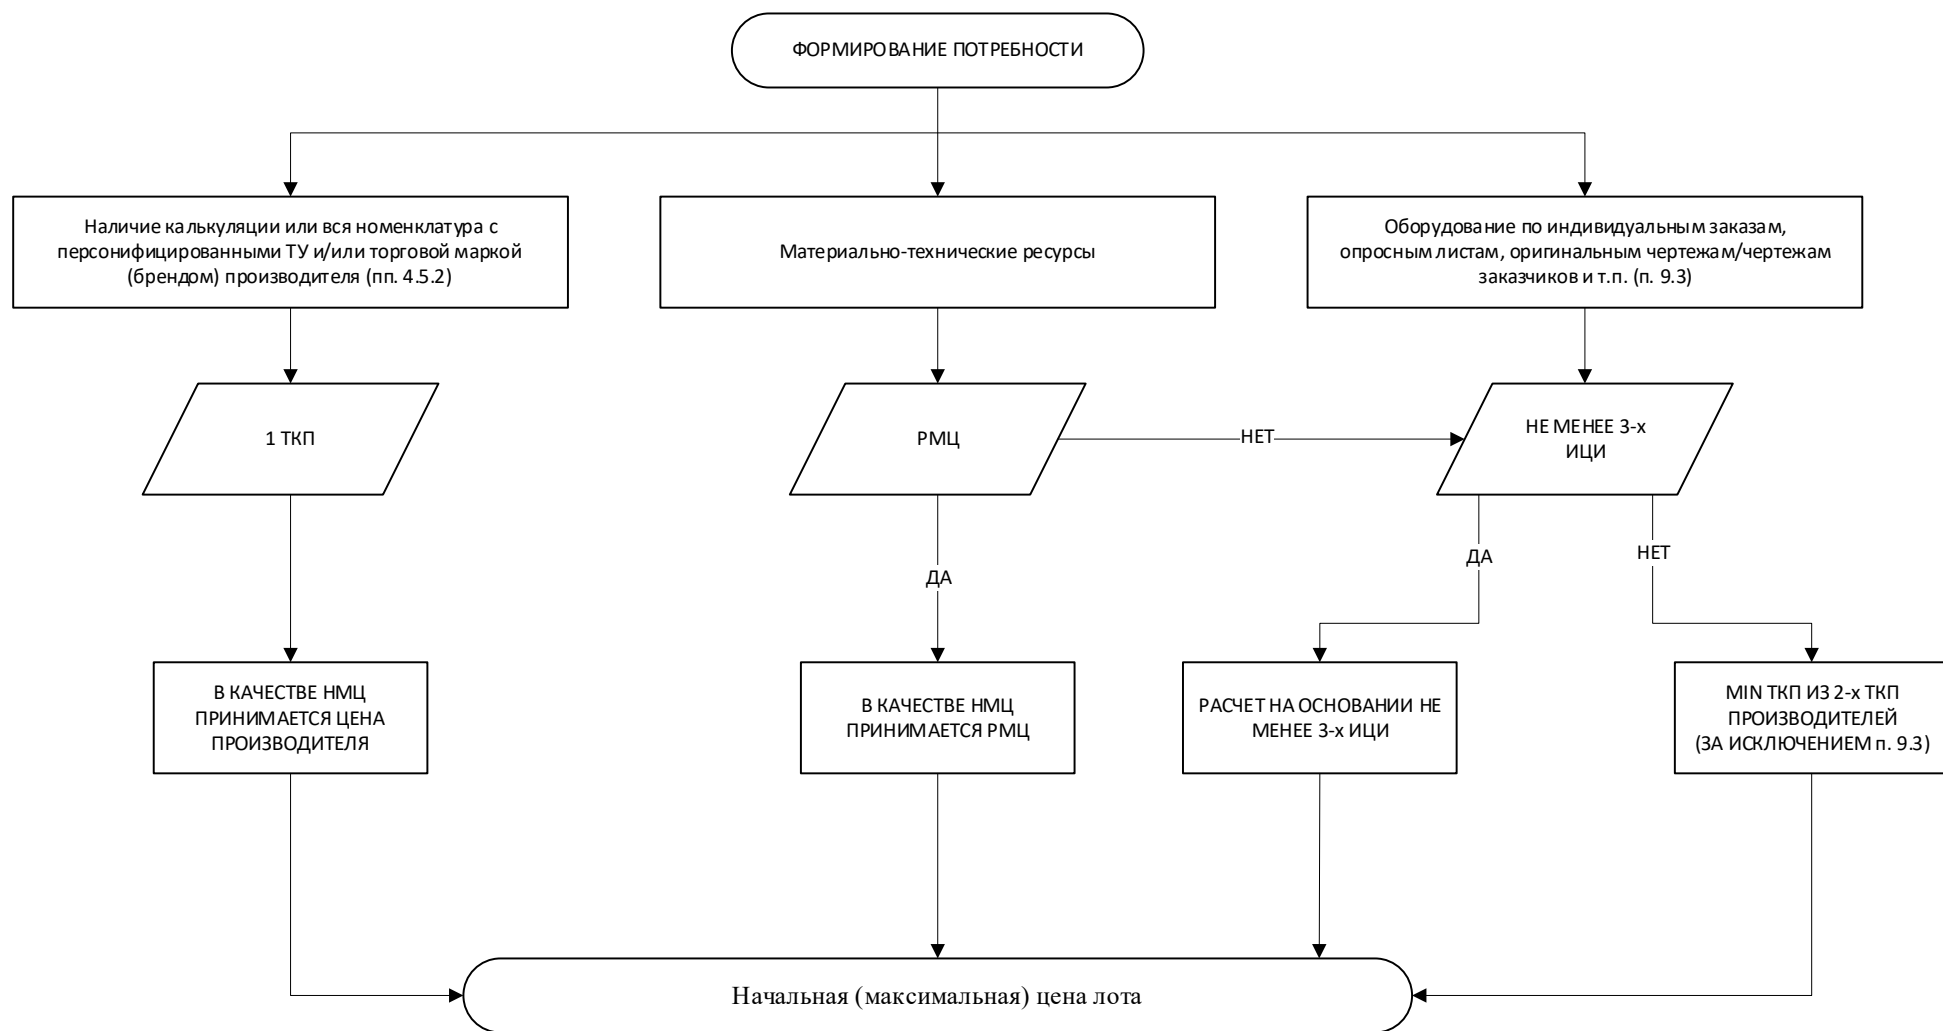 ФОРМИРОВАНИЕ ПОТРЕБНОСТИ
Наличие калькуляции или вся номенклатура с
персонифицированными ТУ и/или торговой маркой
(брендом) производителя (пп. 4.5.2)
Материально-технические ресурсы
Оборудование по индивидуальным заказам,
опросным листам, оригинальным чертежам/чертежам
заказчиков и т.п. (п. 9.3)
1 ТКП
РМЦ
НЕТ
НЕ МЕНЕЕ 3-х
ИЦИ
ДА
ДА
НЕТ
В КАЧЕСТВЕ НМЦ
ПРИНИМАЕТСЯ ЦЕНА
ПРОИЗВОДИТЕЛЯ
В КАЧЕСТВЕ НМЦ
ПРИНИМАЕТСЯ РМЦ
РАСЧЕТ НА ОСНОВАНИИ НЕ
МЕНЕЕ 3-х ИЦИ
MIN ТКП ИЗ 2-х ТКП
ПРОИЗВОДИТЕЛЕЙ
(ЗА ИСКЛЮЧЕНИЕМ п. 9.3)
Начальная (максимальная) цена лота